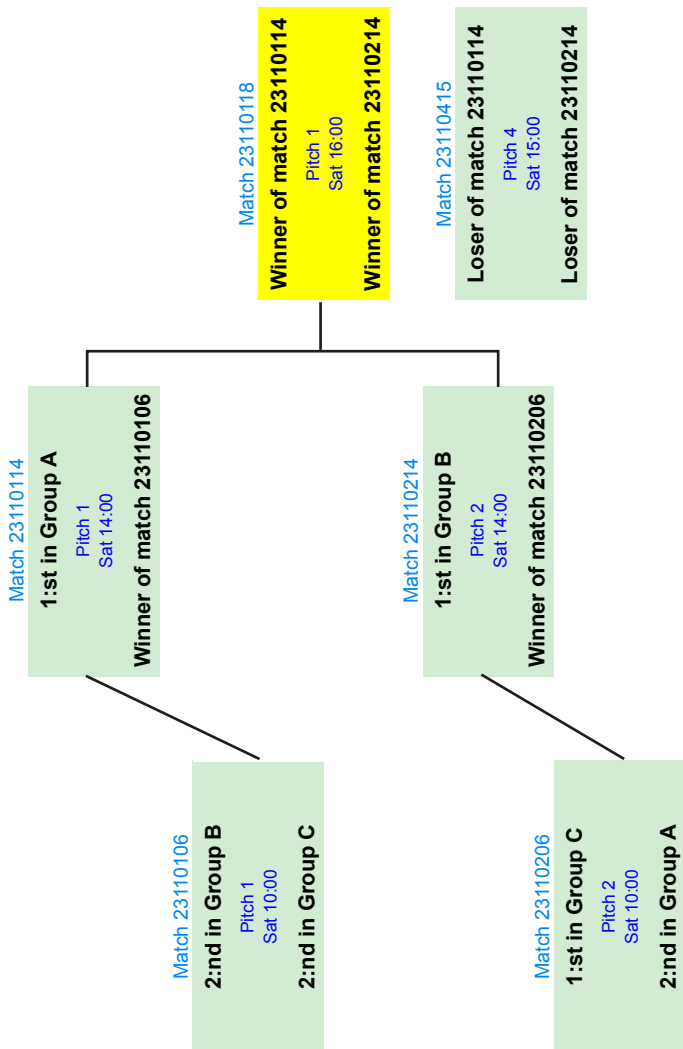 Match 23110106
2:nd in Group B
Pitch 1
Sat 10:00
2:nd in Group C
Match 23110206
1:st in Group C
Pitch 2
Sat 10:00
2:nd in Group A
Match 23110114
1:st in Group A
Pitch 1
Sat 14:00
Winner of match 23110106
Match 23110214
1:st in Group B
Pitch 2
Sat 14:00
Winner of match 23110206
Match 23110118
Winner of match 23110114
Pitch 1
Sat 16:00
Winner of match 23110214
Match 23110415
Loser of match 23110114
Pitch 4
Sat 15:00
Loser of match 23110214